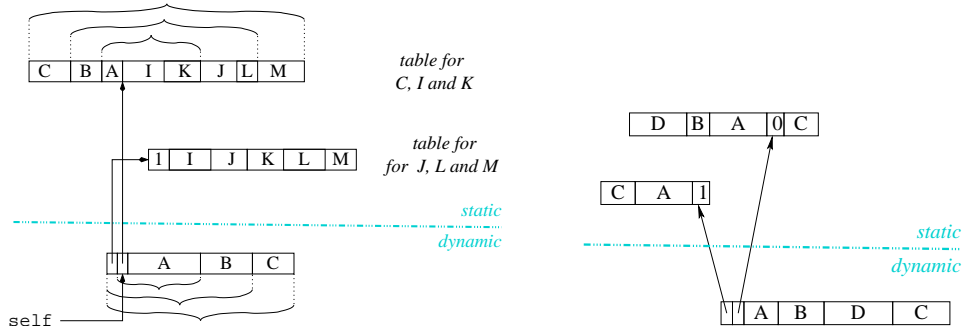 C B A I K J L M
table for
C, I and K
1 I J K L M
table for
for J, L and M
static
dynamic
A B C
self
D B A 0 C
C A 1
static
dynamic
A B D C